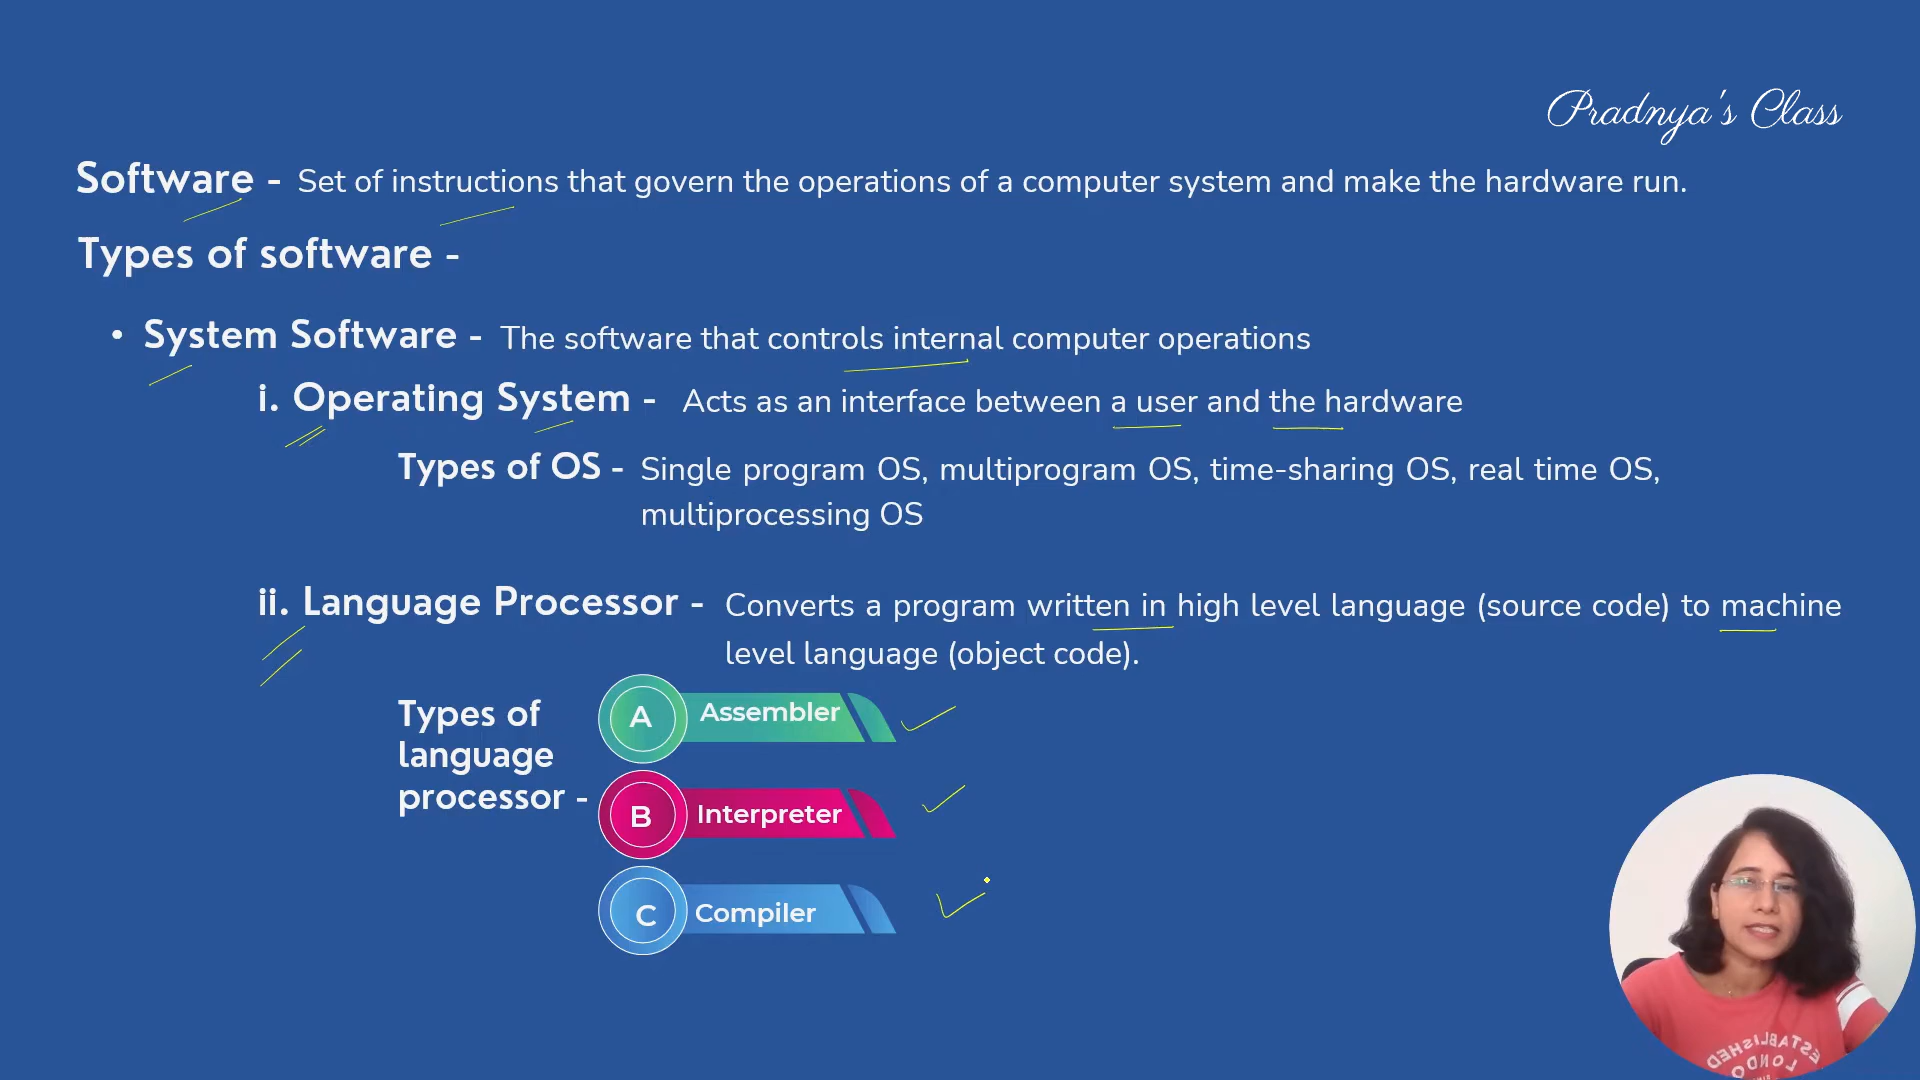 Pradnya's Class
Software - Set of instructions that govern the operations of a computer system and make the hardware run.
Types of software -
• System Software - The software that controls internal computer operations
i. Operating System - Acts as an interface between a user and the hardware
Types of OS - Single program OS, multiprogram OS, time-sharing OS, real time OS,
multiprocessing OS
ii. Language Processor - Converts a program written in high level language (source code) to machine
level language (object code).
Types of
language
processor -
A Assembler
B Interpreter
C Compiler
ESTABLISHED
LONDO